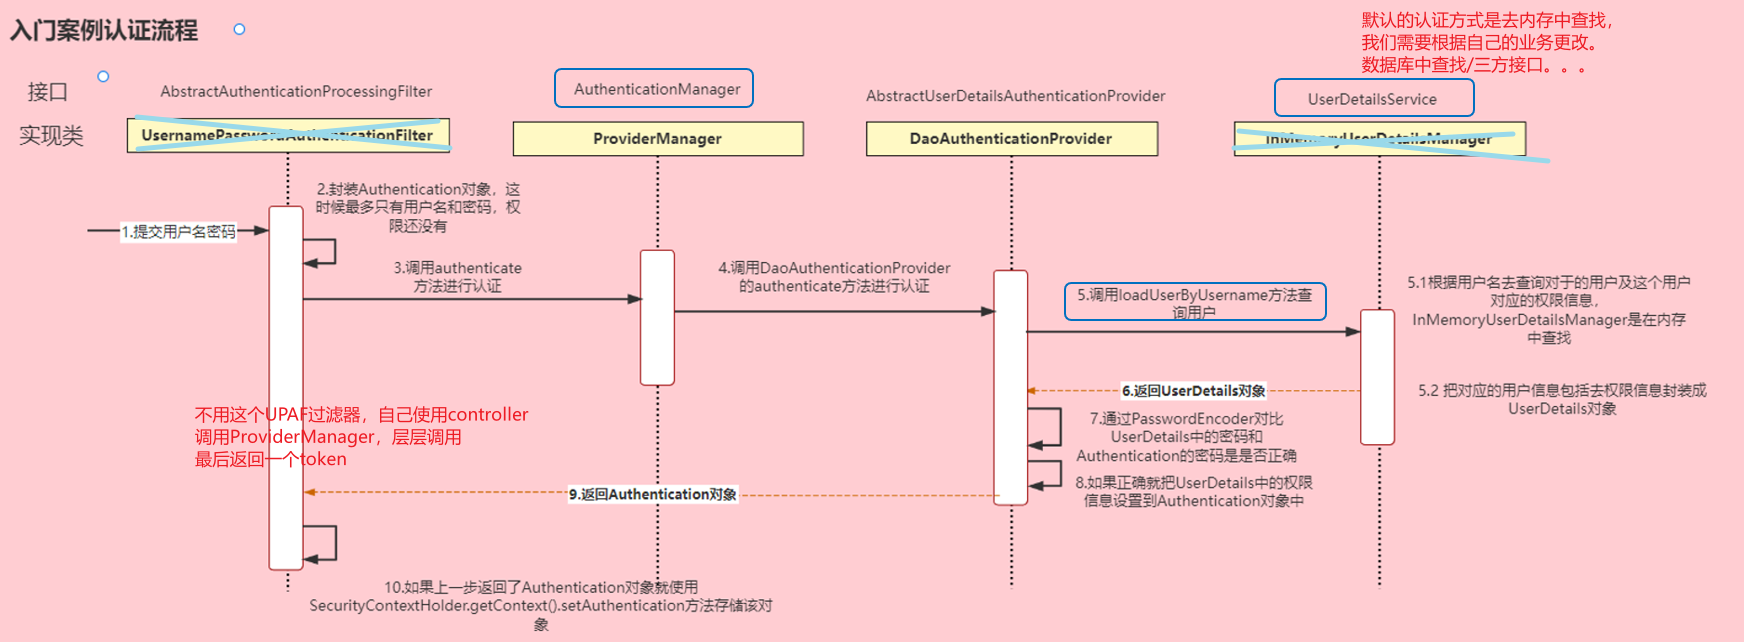 入门案例认证流程
默认的认证方式是去内存中查找，
我们需要根据自己的业务更改。
数据库中查找/三方接口。。。
接口
AbstractAuthenticationProcessingFilter
AuthenticationManager
AbstractUserDetailsAuthenticationProvider
UserDetailsService
实现类
UsernamePasswordAuthenticationFilter
ProviderManager
DaoAuthenticationProvider
InMemoryUserDetailsManager
1.提交用户名密码
2.封装Authentication对象，这
时候最多只有用户名和密码，权
限还没有
3.调用authenticate
方法进行认证
4.调用DaoAuthenticationProvider
的authenticate方法进行认证
5.调用loadUserByUsername方法查
询用户
5.1根据用户名去查询对于的用户及这个用户
对应的权限信息，
InMemoryUserDetailsManager是在内存
中查找
6.返回UserDetails对象
5.2 把对应的用户信息包括去权限信息封装成
UserDetails对象
不用这个UPAF过滤器，自己使用controller
调用ProviderManager，层层调用
最后返回一个token
7.通过PasswordEncoder对比
UserDetails中的密码和
Authentication的密码是是否正确
8.如果正确就把UserDetails中的权限
信息设置到Authentication对象中
9.返回Authentication对象
10.如果上一步返回了Authentication对象就使用
SecurityContextHolder.getContext().setAuthentication方法存储该对
象